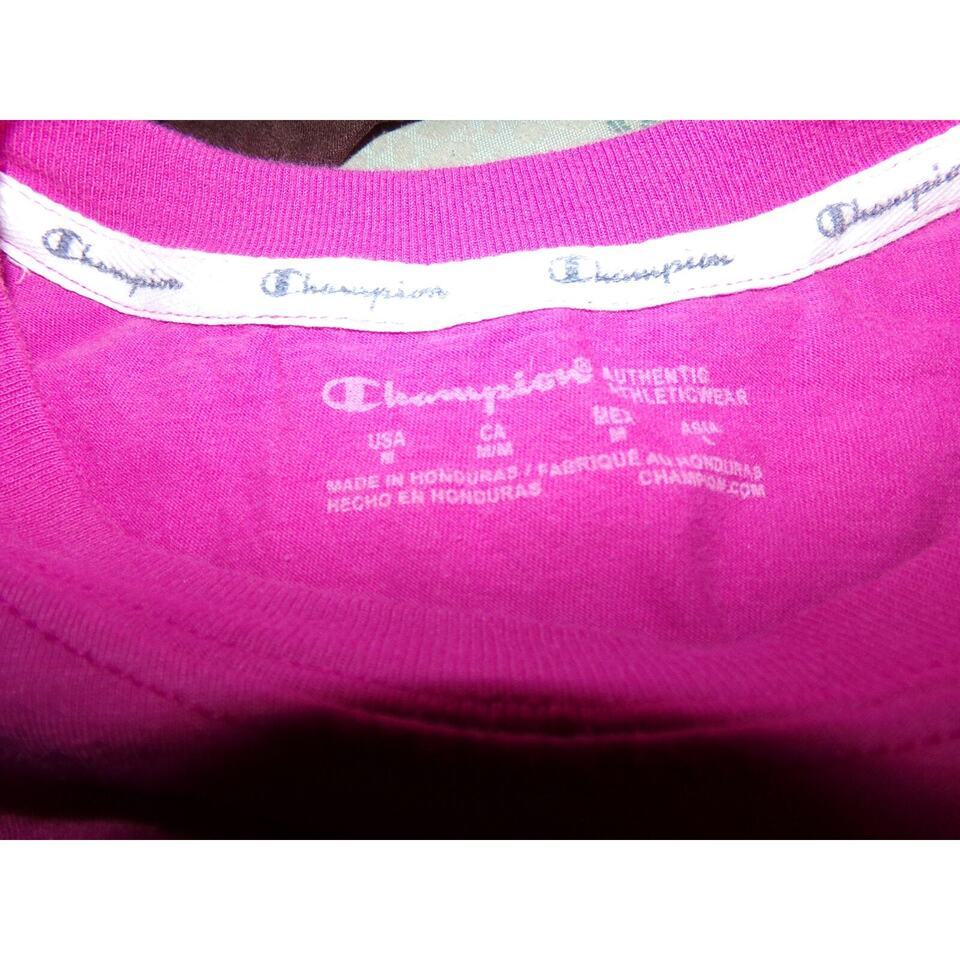 Champion Champion Champion Champion
Champion® AUTHENTIC
ATHLETICWEAR
USA CA MEX ASIA
M M/M M L
MADE IN HONDURAS / FABRIQUÉ AU HONDURAS
HECHO EN HONDURAS CHAMPION.COM